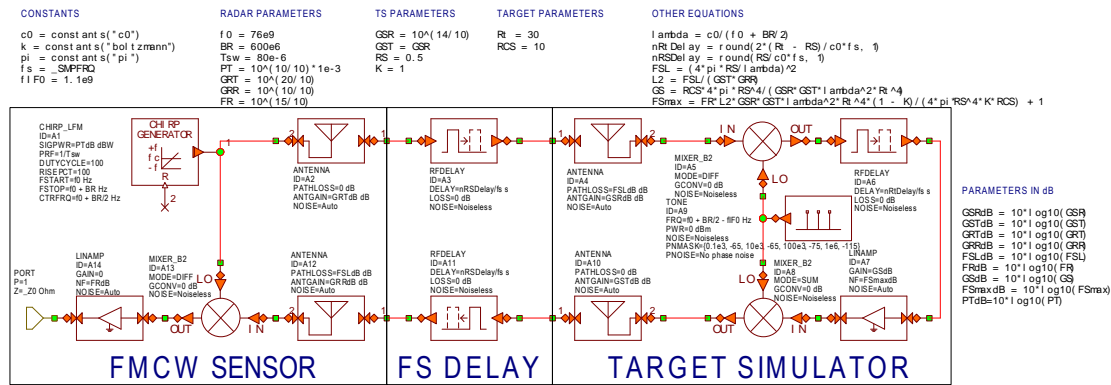 CONSTANTS
c0 = constants("c0")
k = constants("boltzmann")
pi = constants("pi")
fs = _SMPFRQ
fIF0 = 1.1e9
RADAR PARAMETERS
f0 = 76e9
BR = 600e6
Tsw = 80e-6
PT = 10^(10/10)*1e-3
GRT = 10^(20/10)
GRR = 10^(10/10)
FR = 10^(15/10)
TS PARAMETERS
GSR = 10^(14/10)
GST = GSR
RS = 0.5
K = 1
TARGET PARAMETERS
Rt = 30
RCS = 10
OTHER EQUATIONS
lambda = c0/(f0 + BR/2)
nRtDelay = round(2*(Rt - RS)/c0*fs, 1)
nRSDelay = round(RS/c0*fs, 1)
FSL = (4*pi*RS/lambda)^2
L2 = FSL/(GST*GRR)
GS = RCS*4*pi*RS^4/(GSR*GST*lambda^2*Rt^4)
FSmax = FR*L2*GSR*GST*lambda^2*Rt^4*(1 - K)/(4*pi*RS^4*K*RCS) + 1
CHIRP_LFM
ID=A1
SIGPWR=PTdB dBW
PRF=1/Tsw
DUTYCYCLE=100
RISEPCT=100
FSTART=f0 Hz
FSTOP=f0 + BR Hz
CTRFRQ=f0 + BR/2 Hz
CHIRP
GENERATOR
+f
fc
-f
R
1
2
2
1
ANTENNA
ID=A2
PATHLOSS=0 dB
ANTGAIN=GRTdB dB
NOISE=Auto
RFDELAY
ID=A3
DELAY=nRSDelay/fs s
LOSS=0 dB
NOISE=Noiseless
1
2
ANTENNA
ID=A4
PATHLOSS=FSLdB dB
ANTGAIN=GSRdB dB
NOISE=Auto
IN
OUT
LO
MIXER_B2
ID=A5
MODE=DIFF
GCONV=0 dB
NOISE=Noiseless
RFDELAY
ID=A6
DELAY=nRtDelay/fs s
LOSS=0 dB
NOISE=Noiseless
TONE
ID=A9
FRQ=f0 + BR/2 - fIF0 Hz
PWR=0 dBm
NOISE=Noiseless
PNMASK={0.1e3, -65, 10e3 -65, 100e3, -75, 1e6, -115}
PNOISE=No phase noise
PORT
P=1
Z=_Z0 Ohm
LINAMP
ID=A14
GAIN=0
NF=FRdB
NOISE=Auto
MIXER_B2
ID=A13
MODE=DIFF
GCONV=0 dB
NOISE=Noiseless
LO
OUT
IN
ANTENNA
ID=A12
PATHLOSS=FSLdB dB
ANTGAIN=GRRdB dB
NOISE=Auto
2
1
RFDELAY
ID=A11
DELAY=nRSDelay/fs s
LOSS=0 dB
NOISE=Noiseless
ANTENNA
ID=A10
PATHLOSS=0 dB
ANTGAIN=GSTdB dB
NOISE=Auto
1
2
MIXER_B2
ID=A8
MODE=SUM
GCONV=0 dB
NOISE=Noiseless
LO
OUT
IN
LINAMP
ID=A7
GAIN=GSdB
NF=FSmaxdB
NOISE=Auto
PARAMETERS IN dB
GSRdB = 10*log10(GSR)
GSTdB = 10*log10(GST)
GRTdB = 10*log10(GRT)
GRRdB = 10*log10(GRR)
FSLdB = 10*log10(FSL)
FRdB = 10*log10(FR)
GSdB = 10*log10(GS)
FSmaxdB = 10*log10(FSmax)
PTdB=10*log10(PT)
FMCW SENSOR
FS DELAY
TARGET SIMULATOR